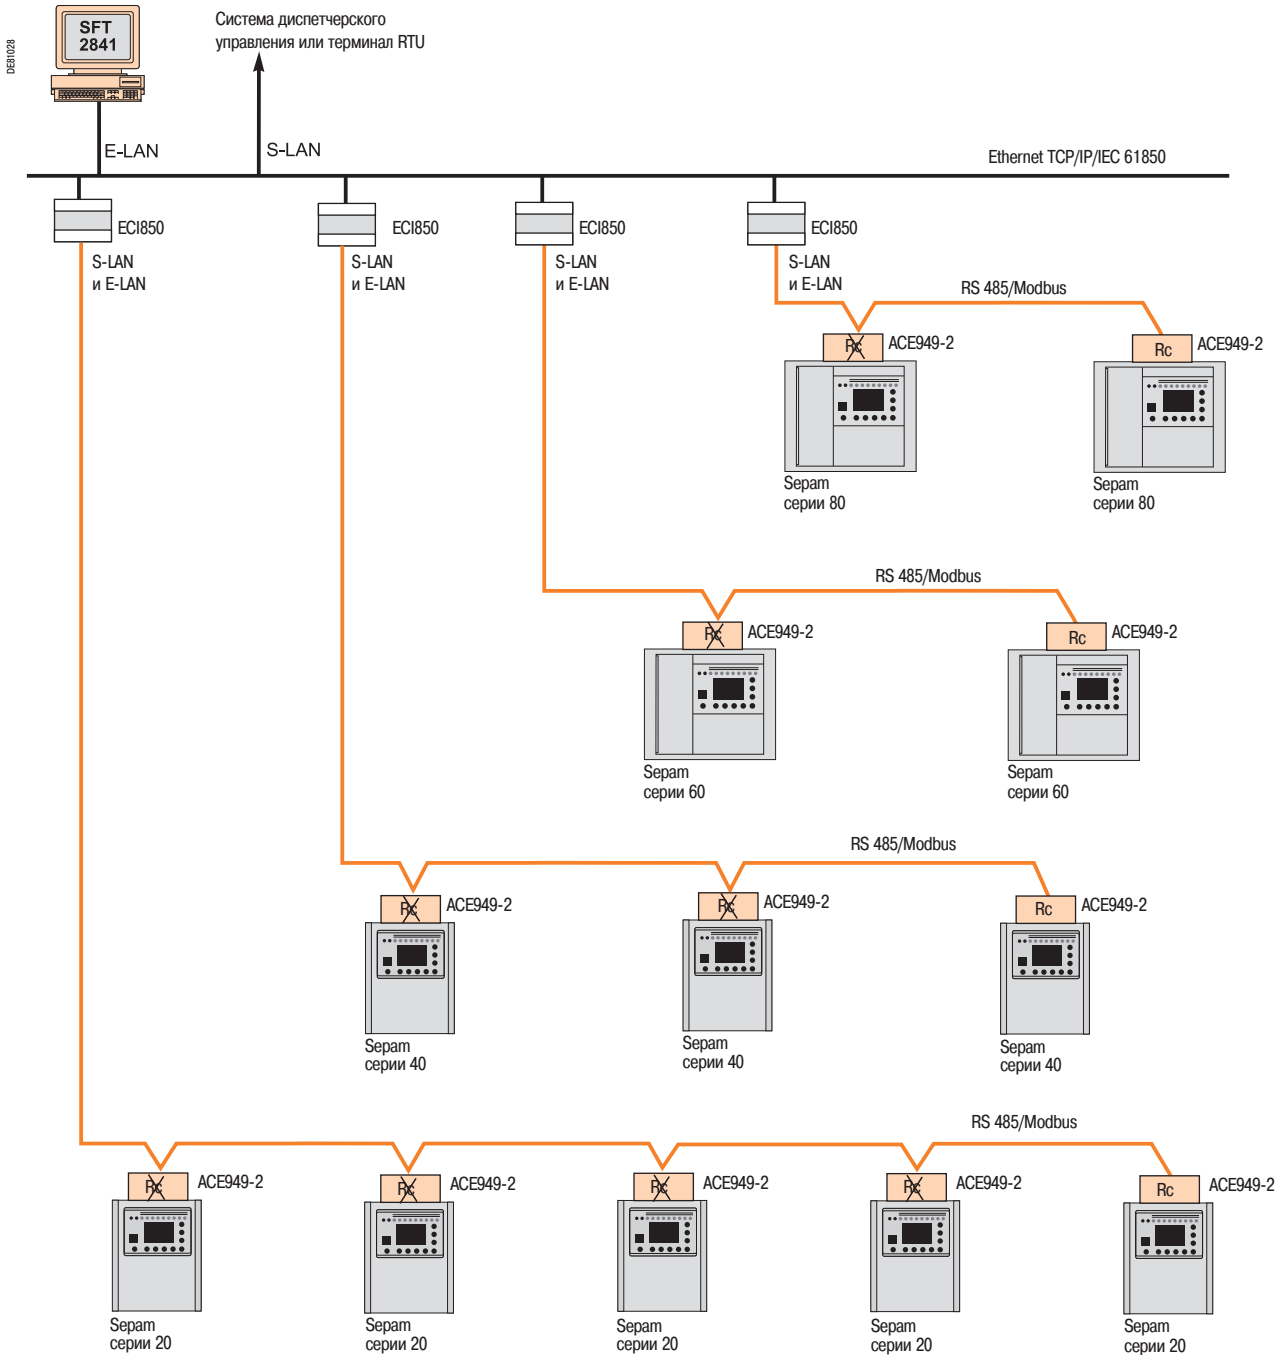 DE81028
SFT
2841
Система диспетчерского
управления или терминал RTU
E-LAN
S-LAN
Ethernet TCP/IP/IEC 61850
ECI850
ECI850
ECI850
ECI850
S-LAN
и E-LAN
S-LAN
и E-LAN
S-LAN
и E-LAN
S-LAN
и E-LAN
RS 485/Modbus
Rc
ACE949-2
Rc
ACE949-2
Sepam
серии 80
Sepam
серии 80
RS 485/Modbus
Rc
ACE949-2
Rc
ACE949-2
Sepam
серии 60
Sepam
серии 60
RS 485/Modbus
Rc
ACE949-2
Rc
ACE949-2
Rc
ACE949-2
Sepam
серии 40
Sepam
серии 40
Sepam
серии 40
RS 485/Modbus
Rc
ACE949-2
Rc
ACE949-2
Rc
ACE949-2
Rc
ACE949-2
Rc
ACE949-2
Sepam
серии 20
Sepam
серии 20
Sepam
серии 20
Sepam
серии 20
Sepam
серии 20